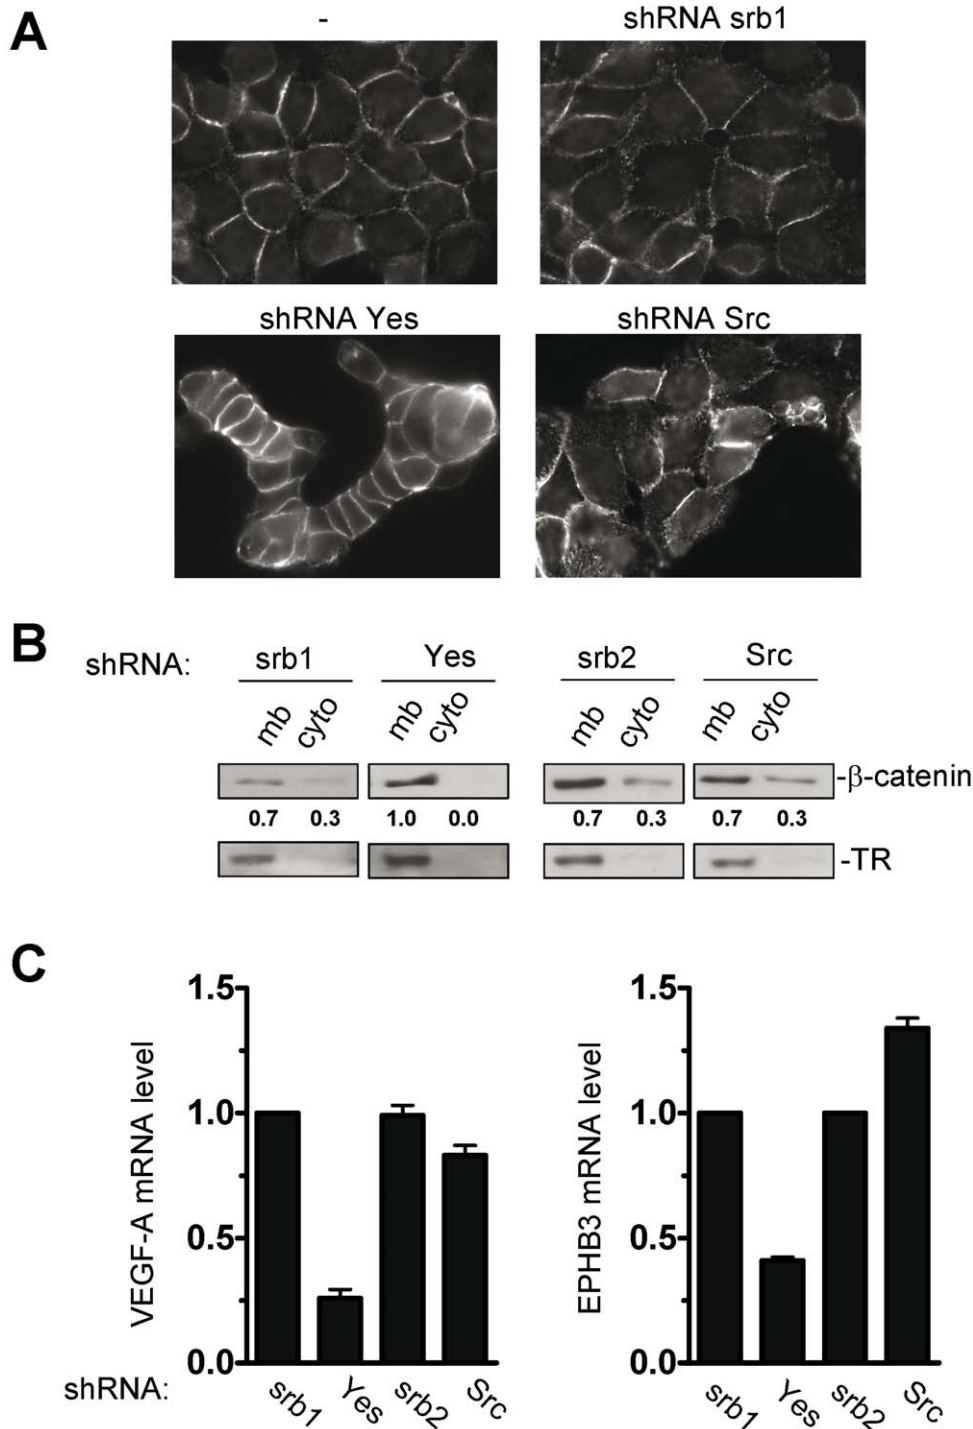 A
-
shRNA srb1
shRNA Yes
shRNA Src
B
shRNA:
srb1
Yes
srb2
Src
mb
cyto
mb
cyto
mb
cyto
mb
cyto
-β-catenin
0.7 0.3 1.0 0.0 0.7 0.3 0.7 0.3
-TR
C
VEGF-A mRNA level
1.5
1.0
0.5
0.0
shRNA:
srb1
Yes
srb2
Src
EPHB3 mRNA level
1.5
1.0
0.5
0.0
srb1
Yes
srb2
Src